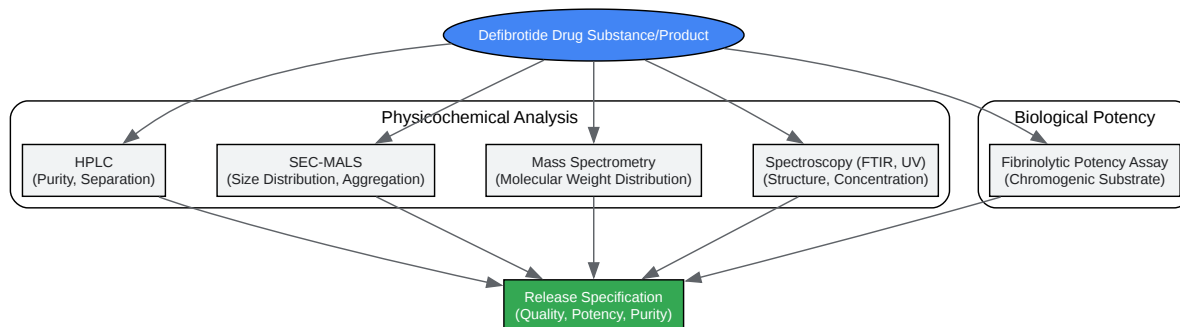 Defibrotide Drug Substance/Product
Physicochemical Analysis
Biological Potency
HPLC
(Purity, Separation)
SEC-MALS
(Size Distribution, Aggregation)
Mass Spectrometry
(Molecular Weight Distribution)
Spectroscopy (FTIR, UV)
(Structure, Concentration)
Fibrinolytic Potency Assay
(Chromogenic Substrate)
Release Specification
(Quality, Potency, Purity)